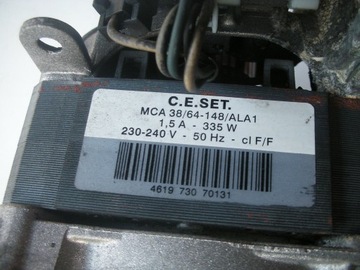 C.E.SET.
MCA 38/64-148/ALA1
1,5 A - 335 W
230-240 V - 50 Hz - cl F/F
4619 730 70131